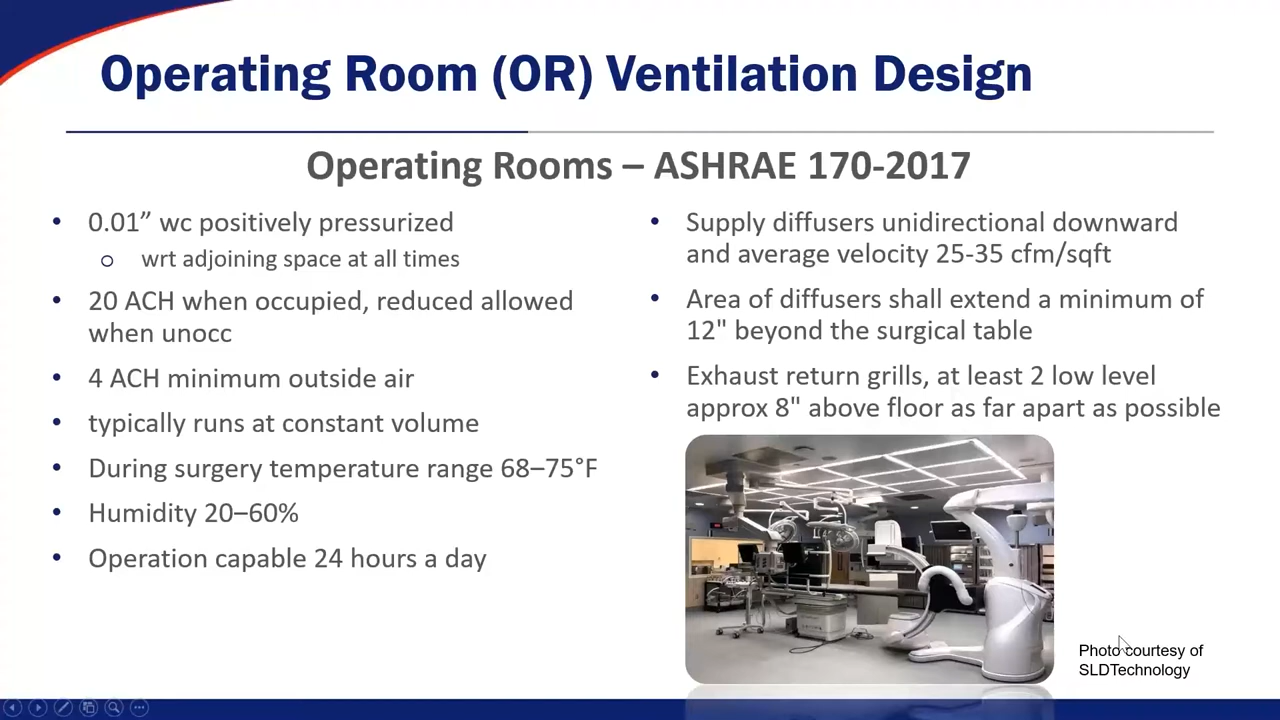 Operating Room (OR) Ventilation Design
Operating Rooms – ASHRAE 170-2017
• 0.01” wc positively pressurized
o wrt adjoining space at all times
• 20 ACH when occupied, reduced allowed
when unocc
• 4 ACH minimum outside air
• typically runs at constant volume
• During surgery temperature range 68–75°F
• Humidity 20–60%
• Operation capable 24 hours a day
• Supply diffusers unidirectional downward
and average velocity 25-35 cfm/sqft
• Area of diffusers shall extend a minimum of
12" beyond the surgical table
• Exhaust return grills, at least 2 low level
approx 8" above floor as far apart as possible
Photo courtesy of
SLDTechnology